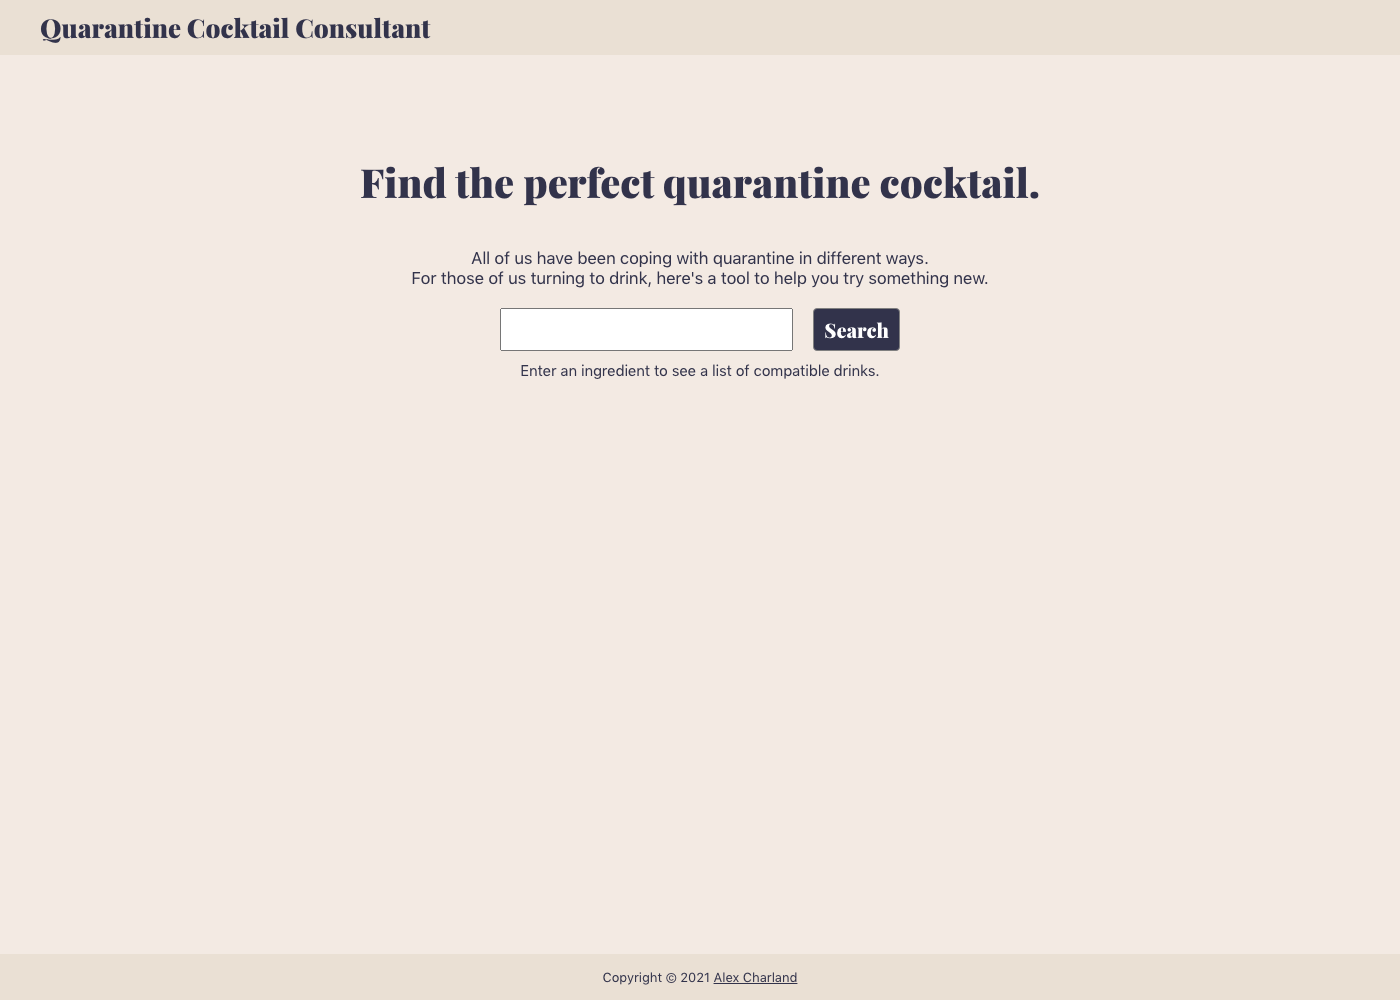 Quarantine Cocktail Consultant
Find the perfect quarantine cocktail.
All of us have been coping with quarantine in different ways.
For those of us turning to drink, here's a tool to help you try something new.
Search
Enter an ingredient to see a list of compatible drinks.
Copyright © 2021 Alex Charland